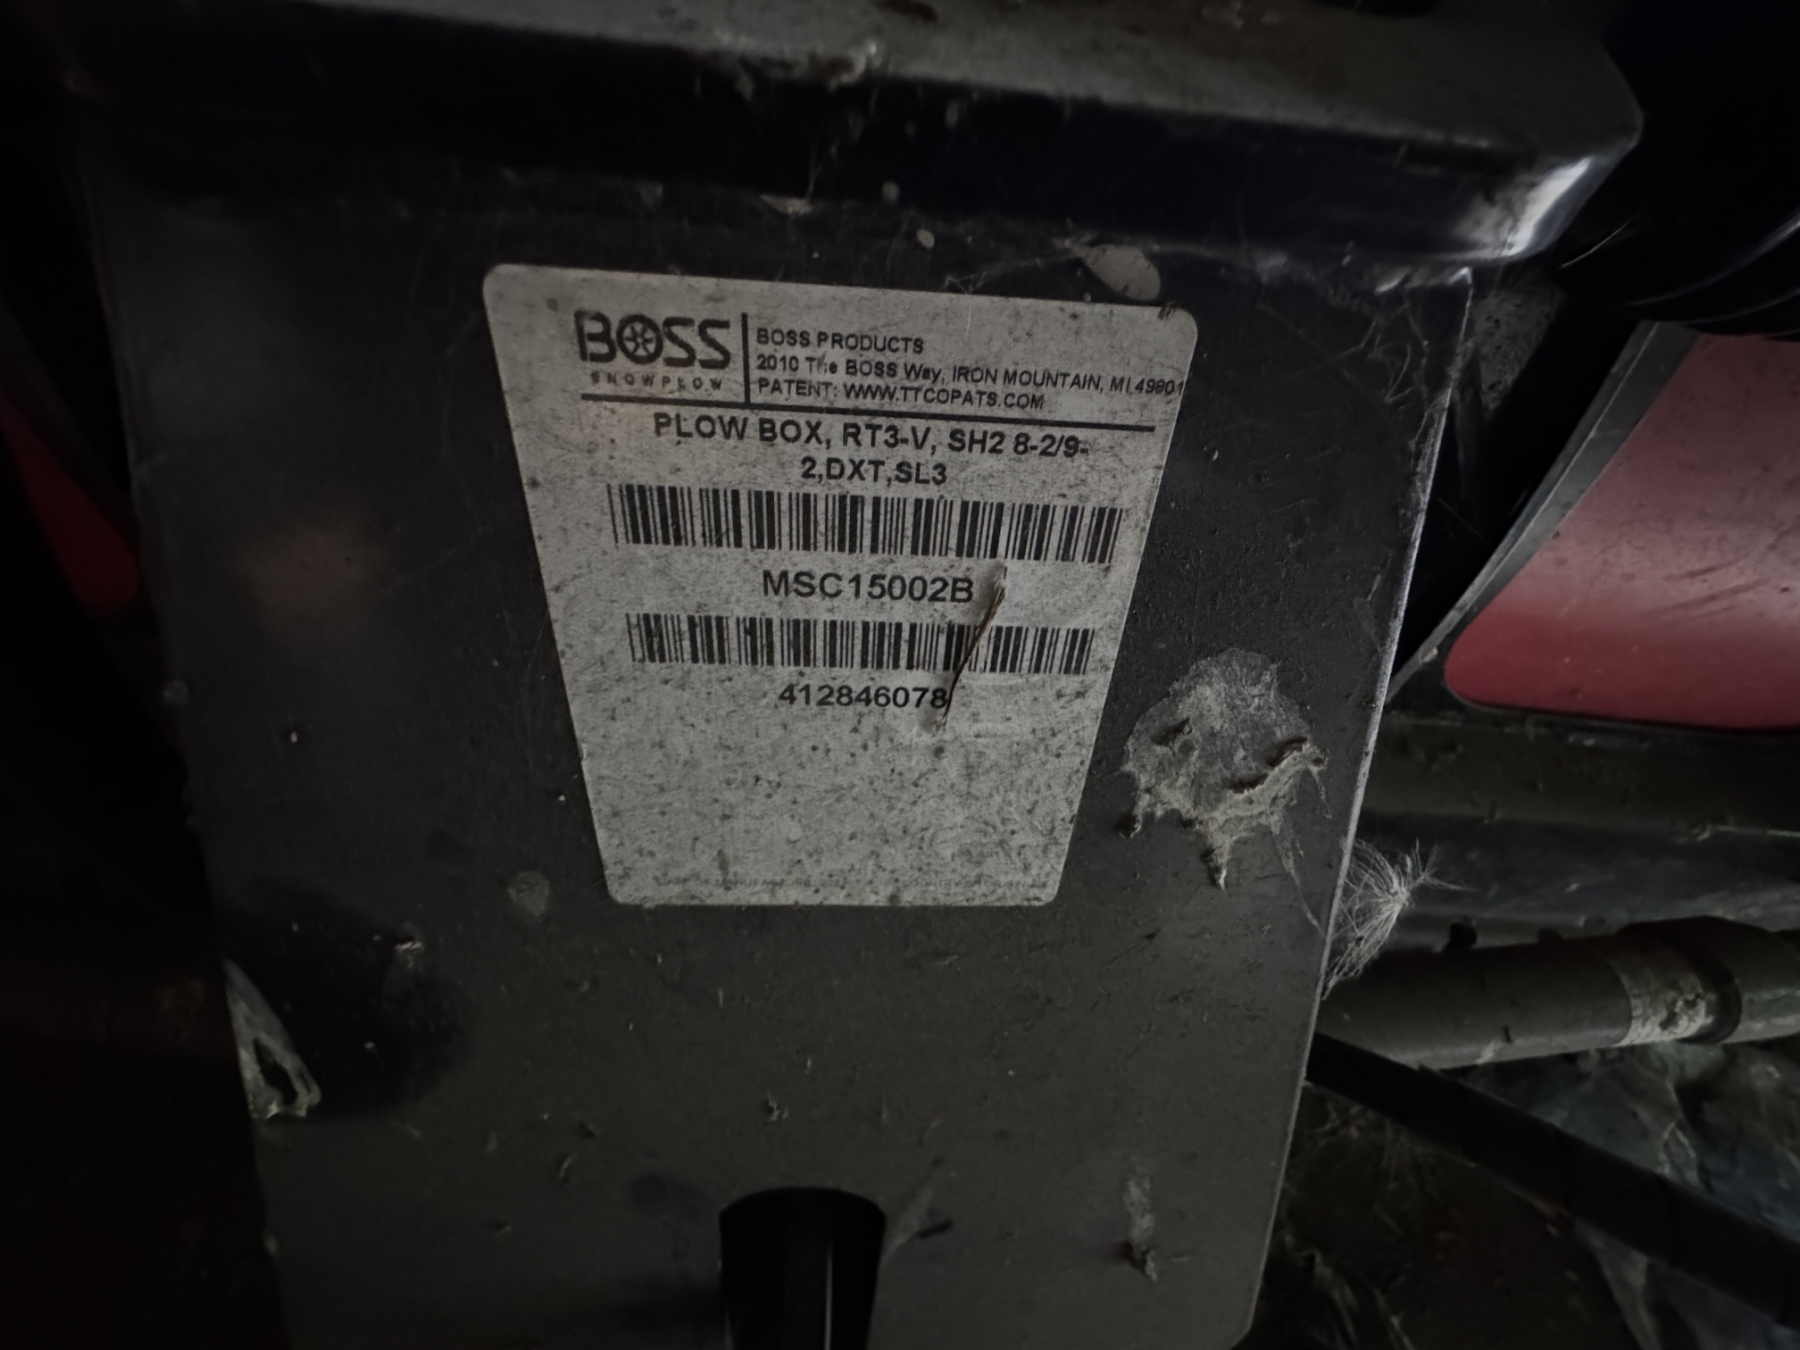 BOSS
SNOWPLOW
BOSS PRODUCTS
2010 The BOSS Way, IRON MOUNTAIN, MI 49801
PATENT: WWW.TTCOPATS.COM
PLOW BOX, RT3-V, SH2 8-2/9-
2,DXT,SL3
MSC15002B
412846078